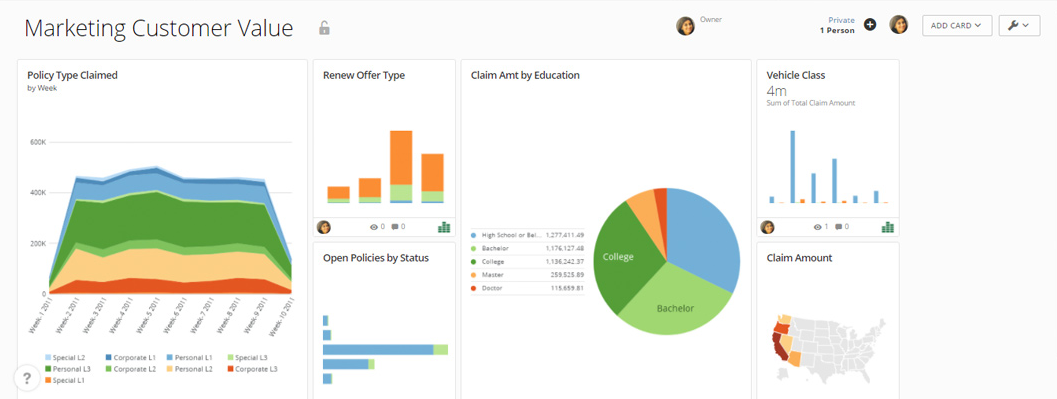 Marketing Customer Value
Owner
Private
1 Person
ADD CARD
Policy Type Claimed
by Week
600K
400K
200K
0
Week-1 2011
Week-2 2011
Week-3 2011
Week-4 2011
Week-5 2011
Week-6 2011
Week-7 2011
Week-8 2011
Week-9 2011
Week-10 2011
Special L2
Corporate L1
Personal L1
Special L3
Personal L3
Corporate L2
Personal L2
Corporate L3
Special L1
?
Renew Offer Type
0
0
Open Policies by Status
Claim Amt by Education
High School or Bel... 1,277,411.49
Bachelor 1,176,127.48
College 1,136,242.37
Master 259,525.89
Doctor 115,659.81
College
Bachelor
Vehicle Class
4m
Sum of Total Claim Amount
1
0
Claim Amount